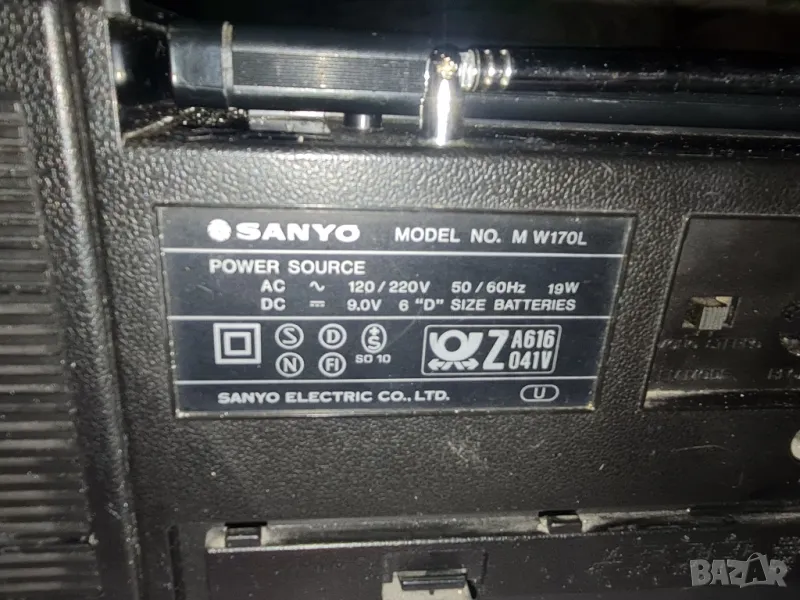 SANYO MODEL NO. M W170L
POWER SOURCE
AC ~ 120/220V 50/60Hz 19W
DC ⎓ 9.0V 6 "D" SIZE BATTERIES
S D S
N FI SO 10
Z A616
041V
SANYO ELECTRIC CO., LTD. U
BAZAR